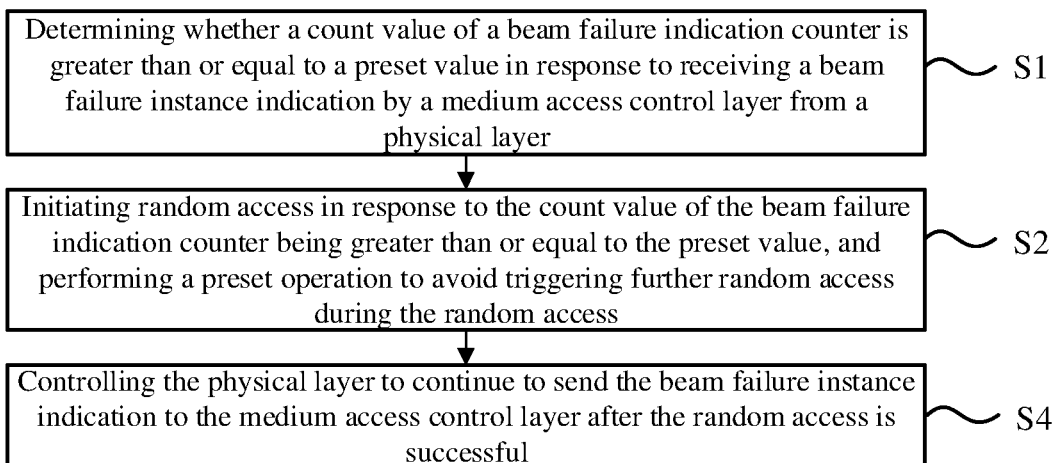 Determining whether a count value of a beam failure indication counter is
greater than or equal to a preset value in response to receiving a beam
failure instance indication by a medium access control layer from a
physical layer
S1
Initiating random access in response to the count value of the beam failure
indication counter being greater than or equal to the preset value, and
performing a preset operation to avoid triggering further random access
during the random access
S2
Controlling the physical layer to continue to send the beam failure instance
indication to the medium access control layer after the random access is
successful
S4